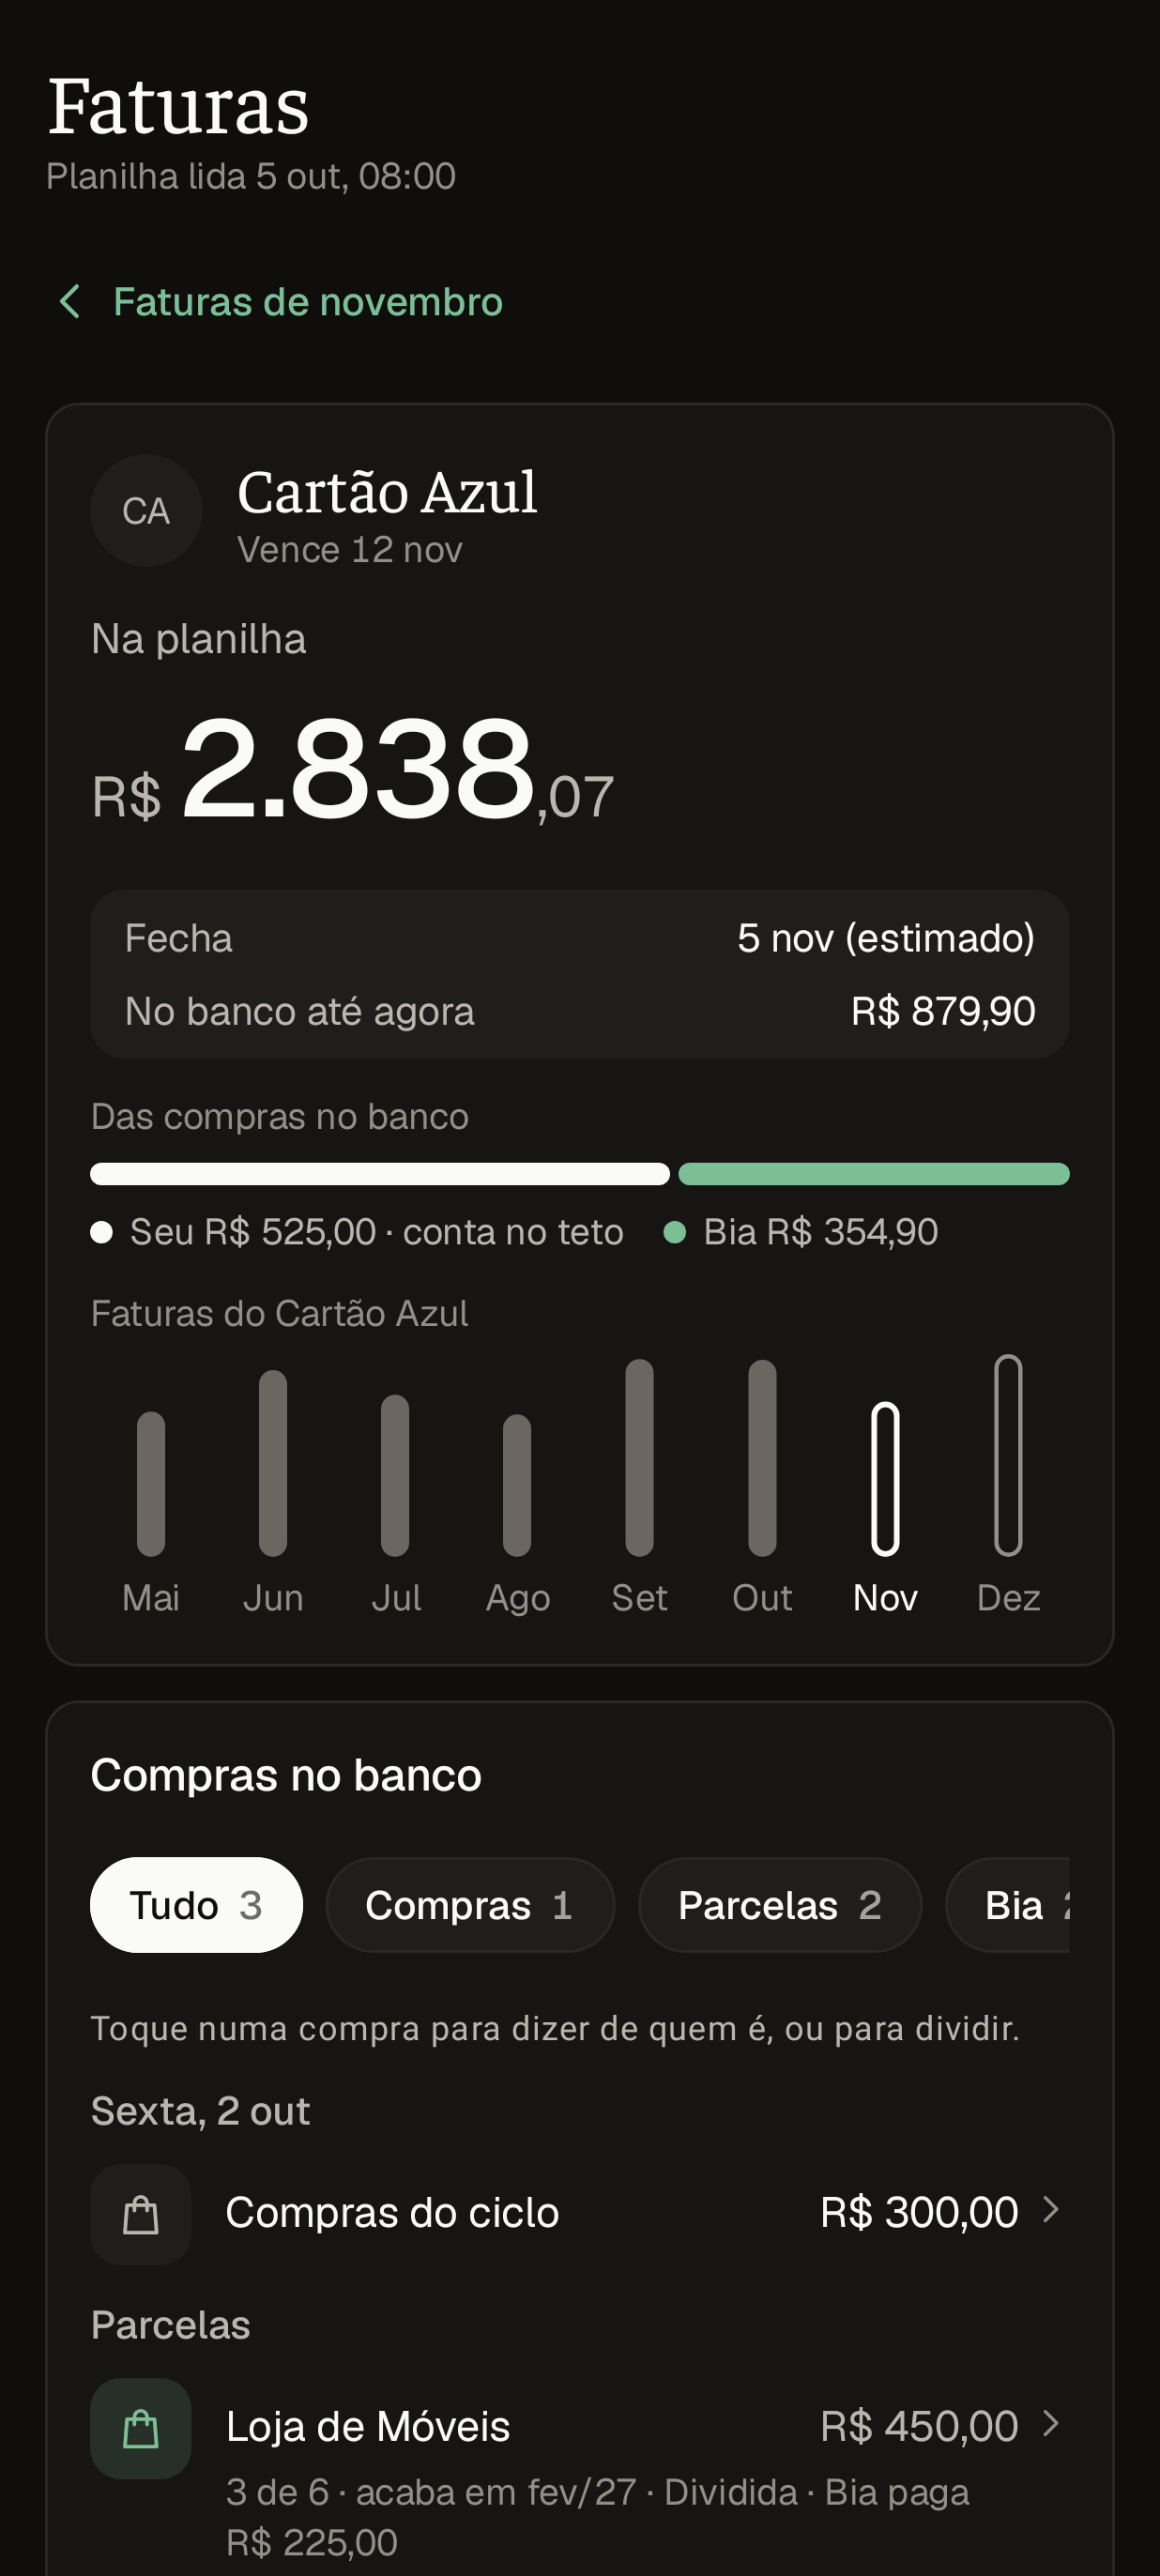 Faturas
Planilha lida 5 out, 08:00
Faturas de novembro
CA
Cartão Azul
Vence 12 nov
Na planilha
R$ 2.838,07
Fecha 5 nov (estimado)
No banco até agora R$ 879,90
Das compras no banco
Seu R$ 525,00 · conta no teto Bia R$ 354,90
Faturas do Cartão Azul
Mai Jun Jul Ago Set Out Nov Dez
Compras no banco
Tudo 3 Compras 1 Parcelas 2 Bia
Toque numa compra para dizer de quem é, ou para dividir.
Sexta, 2 out
Compras do ciclo R$ 300,00
Parcelas
Loja de Móveis R$ 450,00
3 de 6 · acaba em fev/27 · Dividida · Bia paga
R$ 225,00